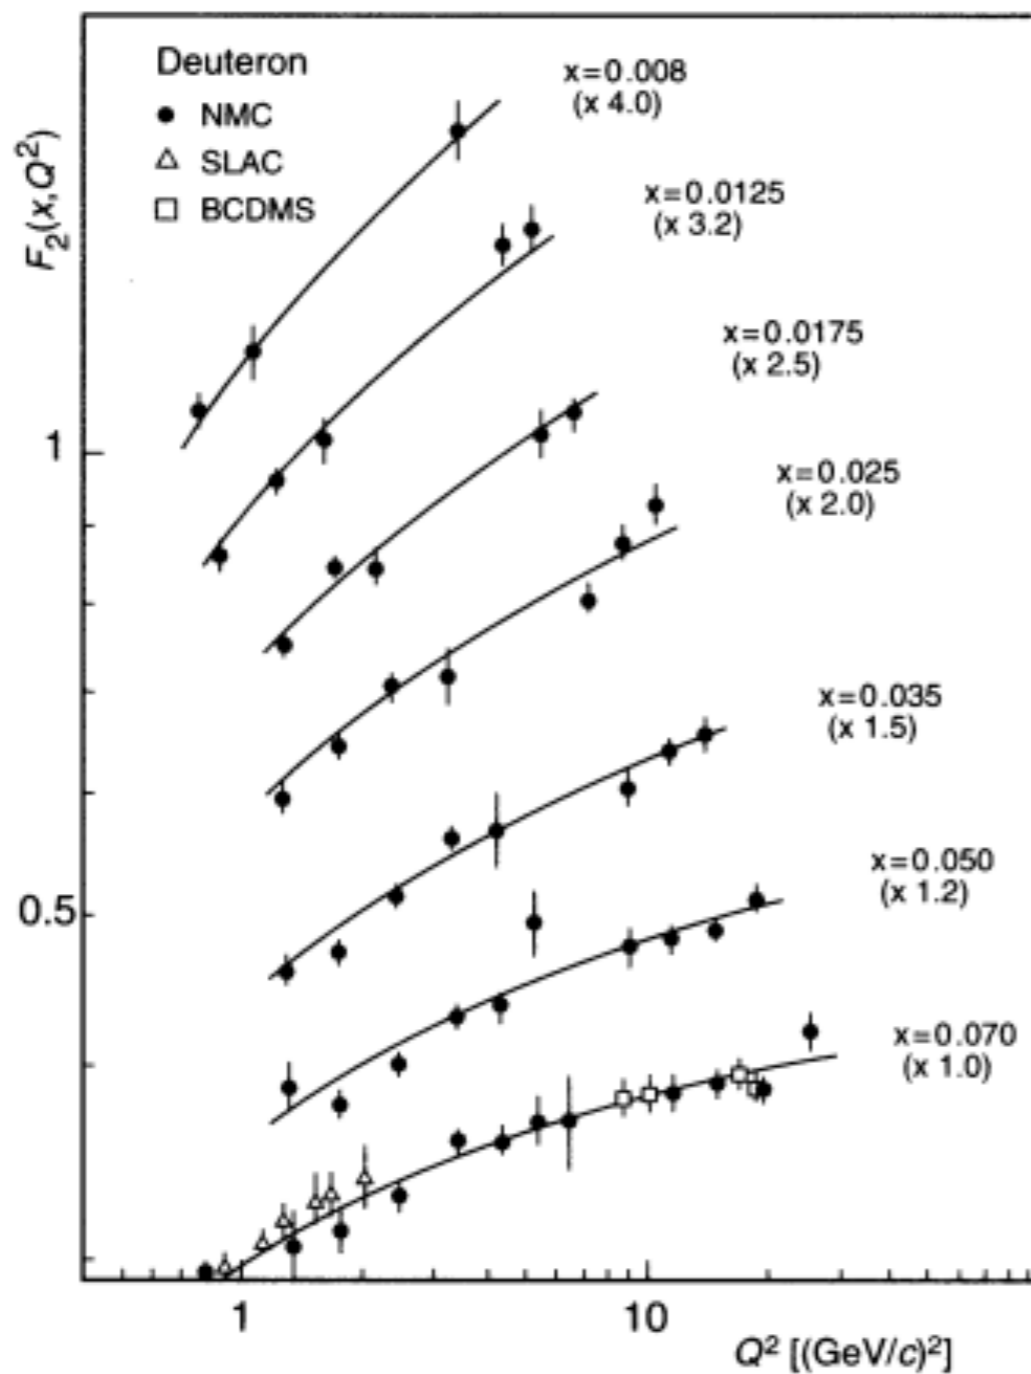 Deuteron
NMC
SLAC
BCDMS
x=0.008
(x 4.0)
x=0.0125
(x 3.2)
x=0.0175
(x 2.5)
x=0.025
(x 2.0)
x=0.035
(x 1.5)
x=0.050
(x 1.2)
x=0.070
(x 1.0)
F₂(x,Q²)
1
0.5
1
10
Q² [(GeV/c)²]